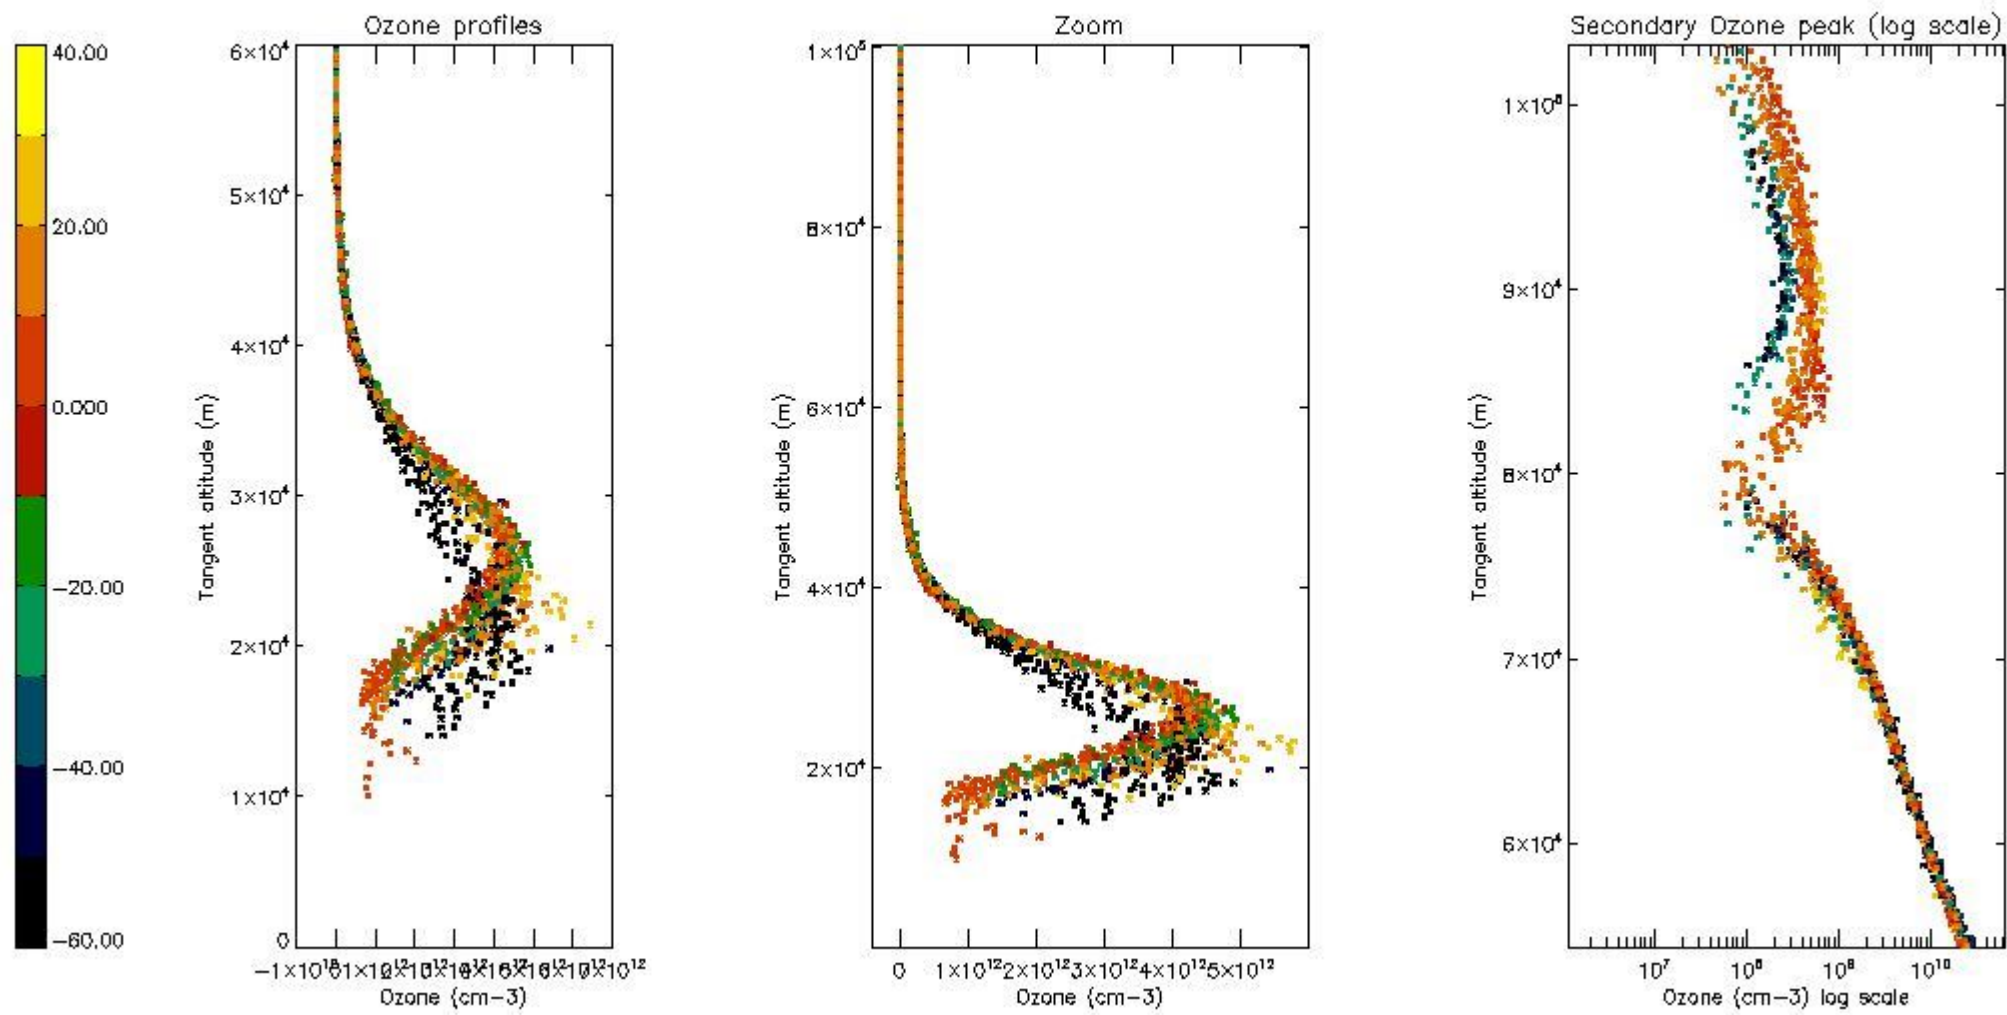 Ozone profiles
Zoom
Secondary Ozone peak (log scale)
40.00
20.00
0.000
−20.00
−40.00
−60.00
6×10⁴
5×10⁴
4×10⁴
3×10⁴
2×10⁴
1×10⁴
0
Tangent altitude (m)
Ozone (cm−3)
1×10⁵
8×10⁴
6×10⁴
4×10⁴
2×10⁴
Tangent altitude (m)
0 1×10¹² 2×10¹² 3×10¹² 4×10¹² 5×10¹²
Ozone (cm−3)
9×10⁴
8×10⁴
7×10⁴
6×10⁴
Tangent altitude (m)
10⁷ 10⁸ 10⁹ 10¹⁰
Ozone (cm−3) log scale